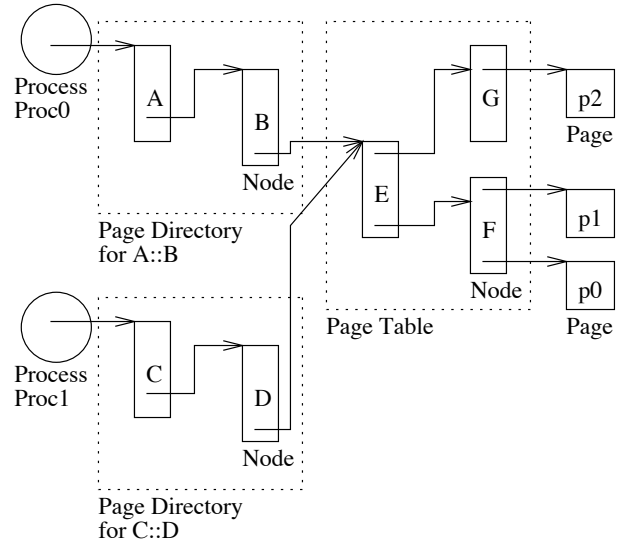 Process
Proc0
A
B
Node
Page Directory
for A::B
E
G
F
Node
Page Table
p2
Page
p1
p0
Page
Process
Proc1
C
D
Node
Page Directory
for C::D